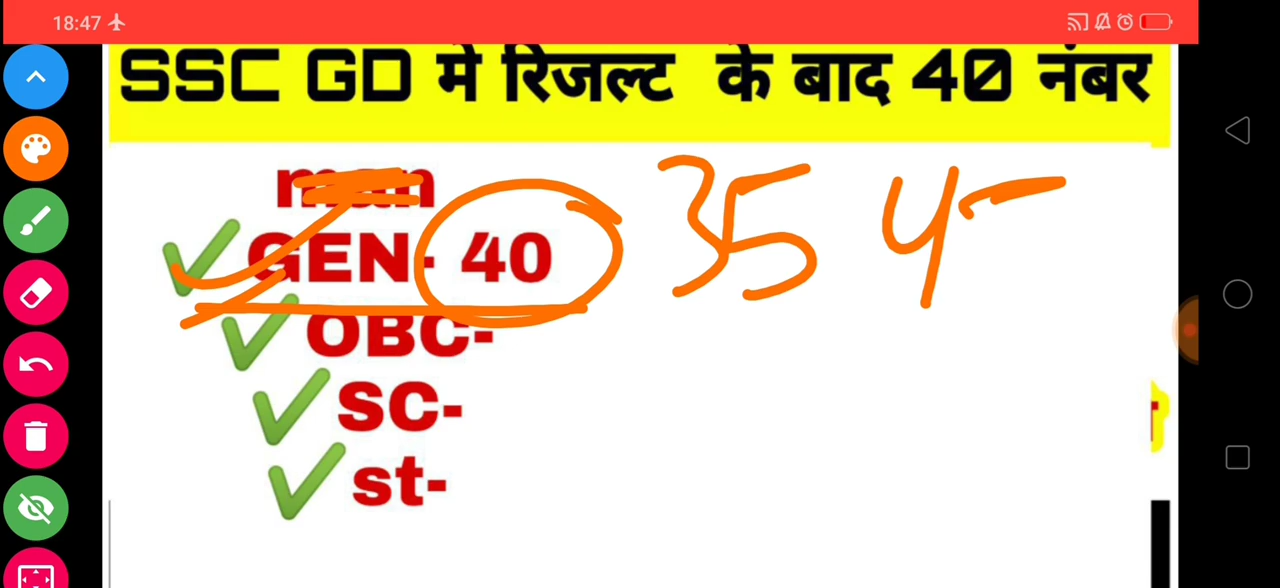 18:47
SSC GD मे रिजल्ट के बाद 40 नंबर
man
GEN- 40 35 45
OBC-
SC-
st-